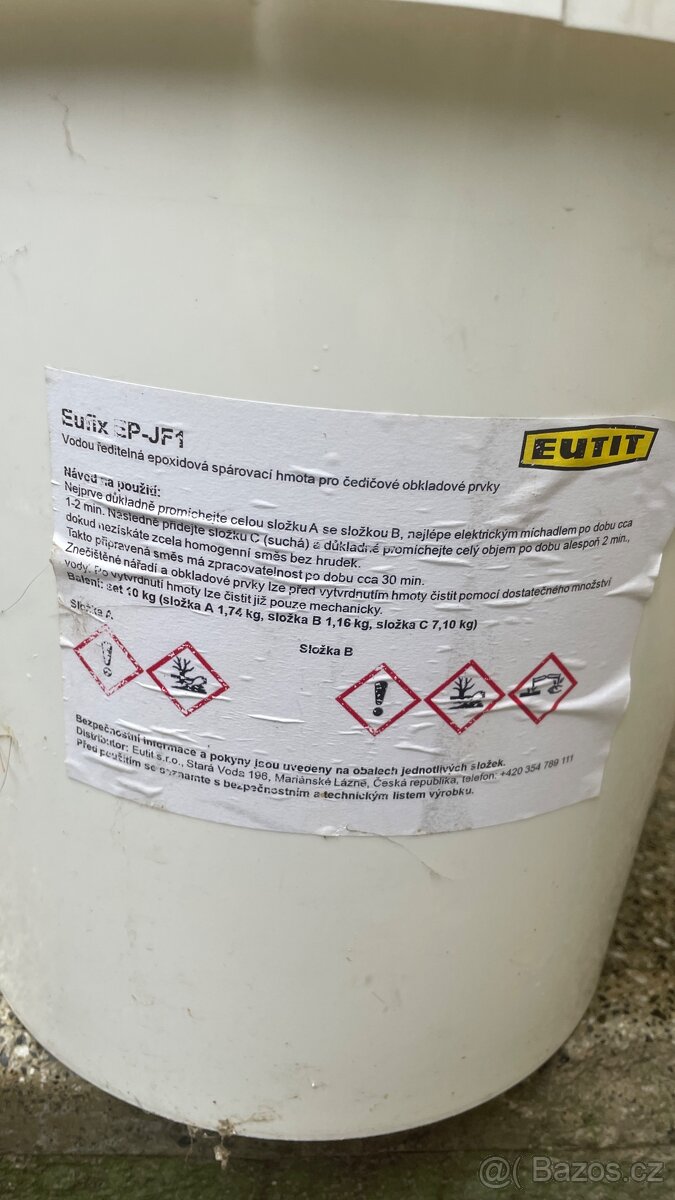 Eufix EP-JF1
EUTIT
Vodou ředitelná epoxidová spárovací hmota pro čedičové obkladové prvky
Návod na použití:
Nejprve důkladně promíchejte celou složku A se složkou B, nejlépe elektrickým míchadlem po dobu cca
1-2 min. Následně přidejte složku C (suchá) a důkladně promíchejte celý objem po dobu alespoň 2 min.,
dokud nezískáte zcela homogenní směs bez hrudek.
Takto připravená směs má zpracovatelnost po dobu cca 30 min.
Znečištěné nářadí a obkladové prvky lze před vytvrdnutím hmoty čistit pomocí dostatečného množství
vody. Po vytvrdnutí hmoty lze čistit již pouze mechanicky.
Balení: set 10 kg (složka A 1,74 kg, složka B 1,16 kg, složka C 7,10 kg)
Složka A
Složka B
Bezpečnostní informace a pokyny jsou uvedeny na obalech jednotlivých složek.
Distributor: Eutit s.r.o., Stará Voda 196, Mariánské Lázně, Česká republika, telefon: +420 354 789 111
Před použitím se seznamte s bezpečnostním a technickým listem výrobku.
@ Bazos.cz